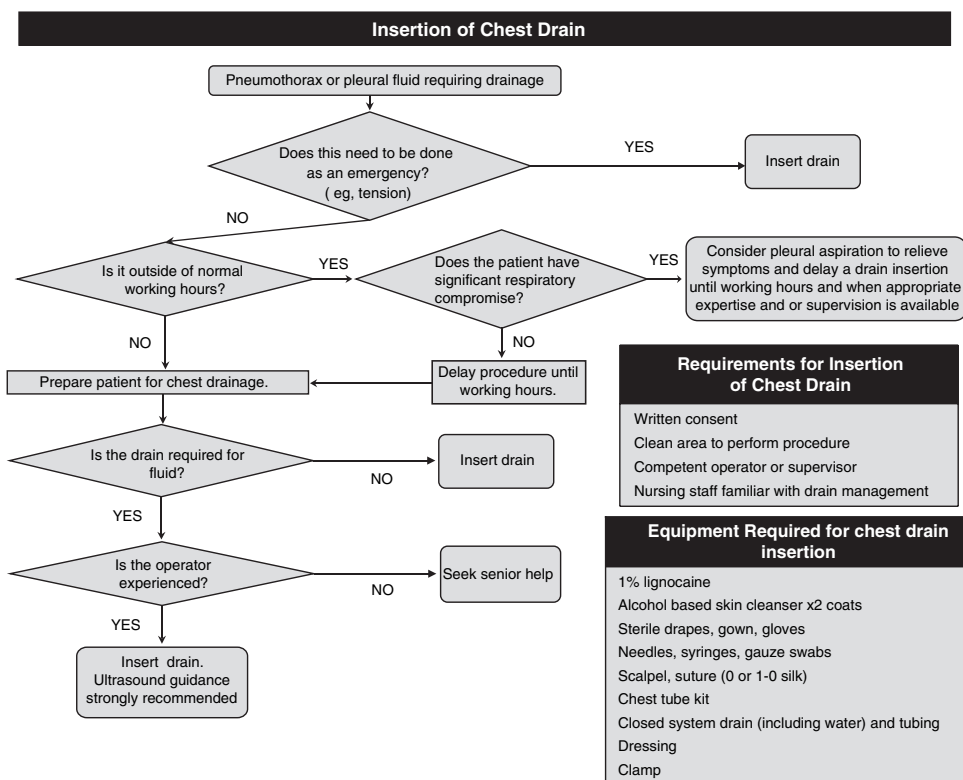 Insertion of Chest Drain
Pneumothorax or pleural fluid requiring drainage
Does this need to be done
as an emergency?
( eg, tension)
YES
Insert drain
NO
Is it outside of normal
working hours?
YES
Does the patient have
significant respiratory
compromise?
YES
Consider pleural aspiration to relieve
symptoms and delay a drain insertion
until working hours and when appropriate
expertise and or supervision is available
NO
NO
Prepare patient for chest drainage.
Delay procedure until
working hours.
Is the drain required for
fluid?
NO
Insert drain
YES
Is the operator
experienced?
NO
Seek senior help
YES
Insert drain.
Ultrasound guidance
strongly recommended
Requirements for Insertion
of Chest Drain
Written consent
Clean area to perform procedure
Competent operator or supervisor
Nursing staff familiar with drain management
Equipment Required for chest drain
insertion
1% lignocaine
Alcohol based skin cleanser x2 coats
Sterile drapes, gown, gloves
Needles, syringes, gauze swabs
Scalpel, suture (0 or 1-0 silk)
Chest tube kit
Closed system drain (including water) and tubing
Dressing
Clamp